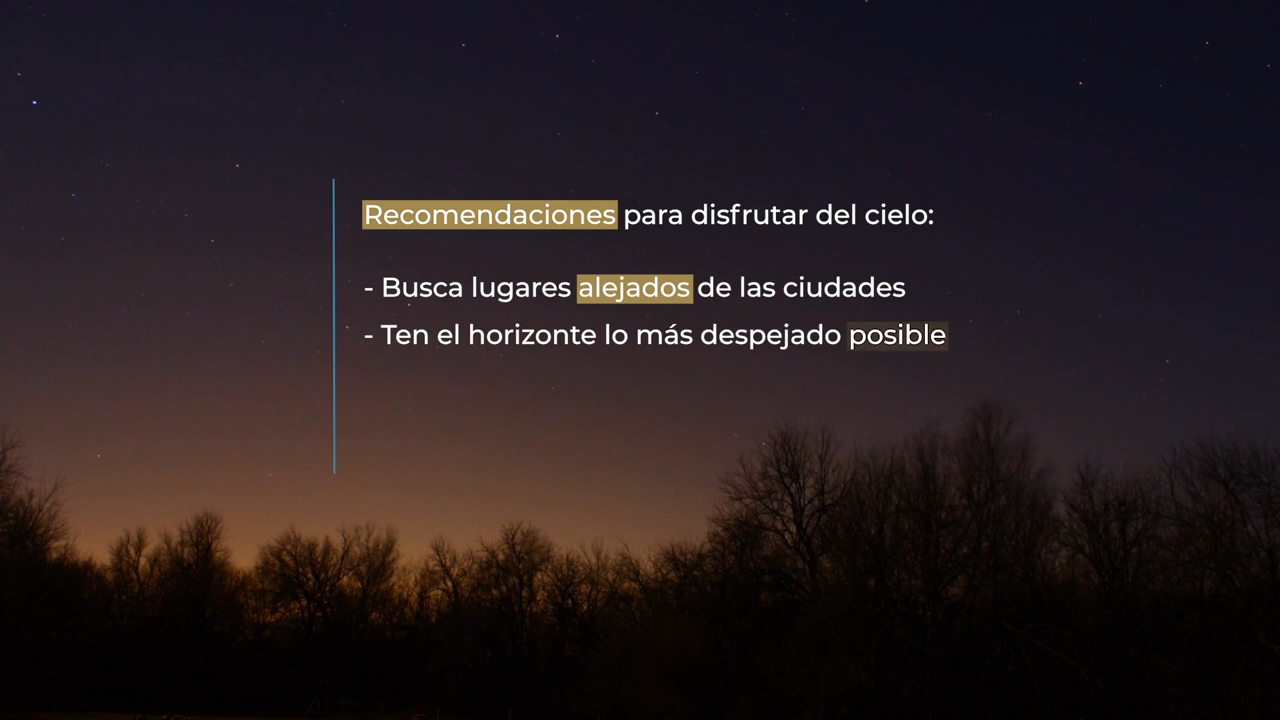 Recomendaciones para disfrutar del cielo:
- Busca lugares alejados de las ciudades
- Ten el horizonte lo más despejado posible